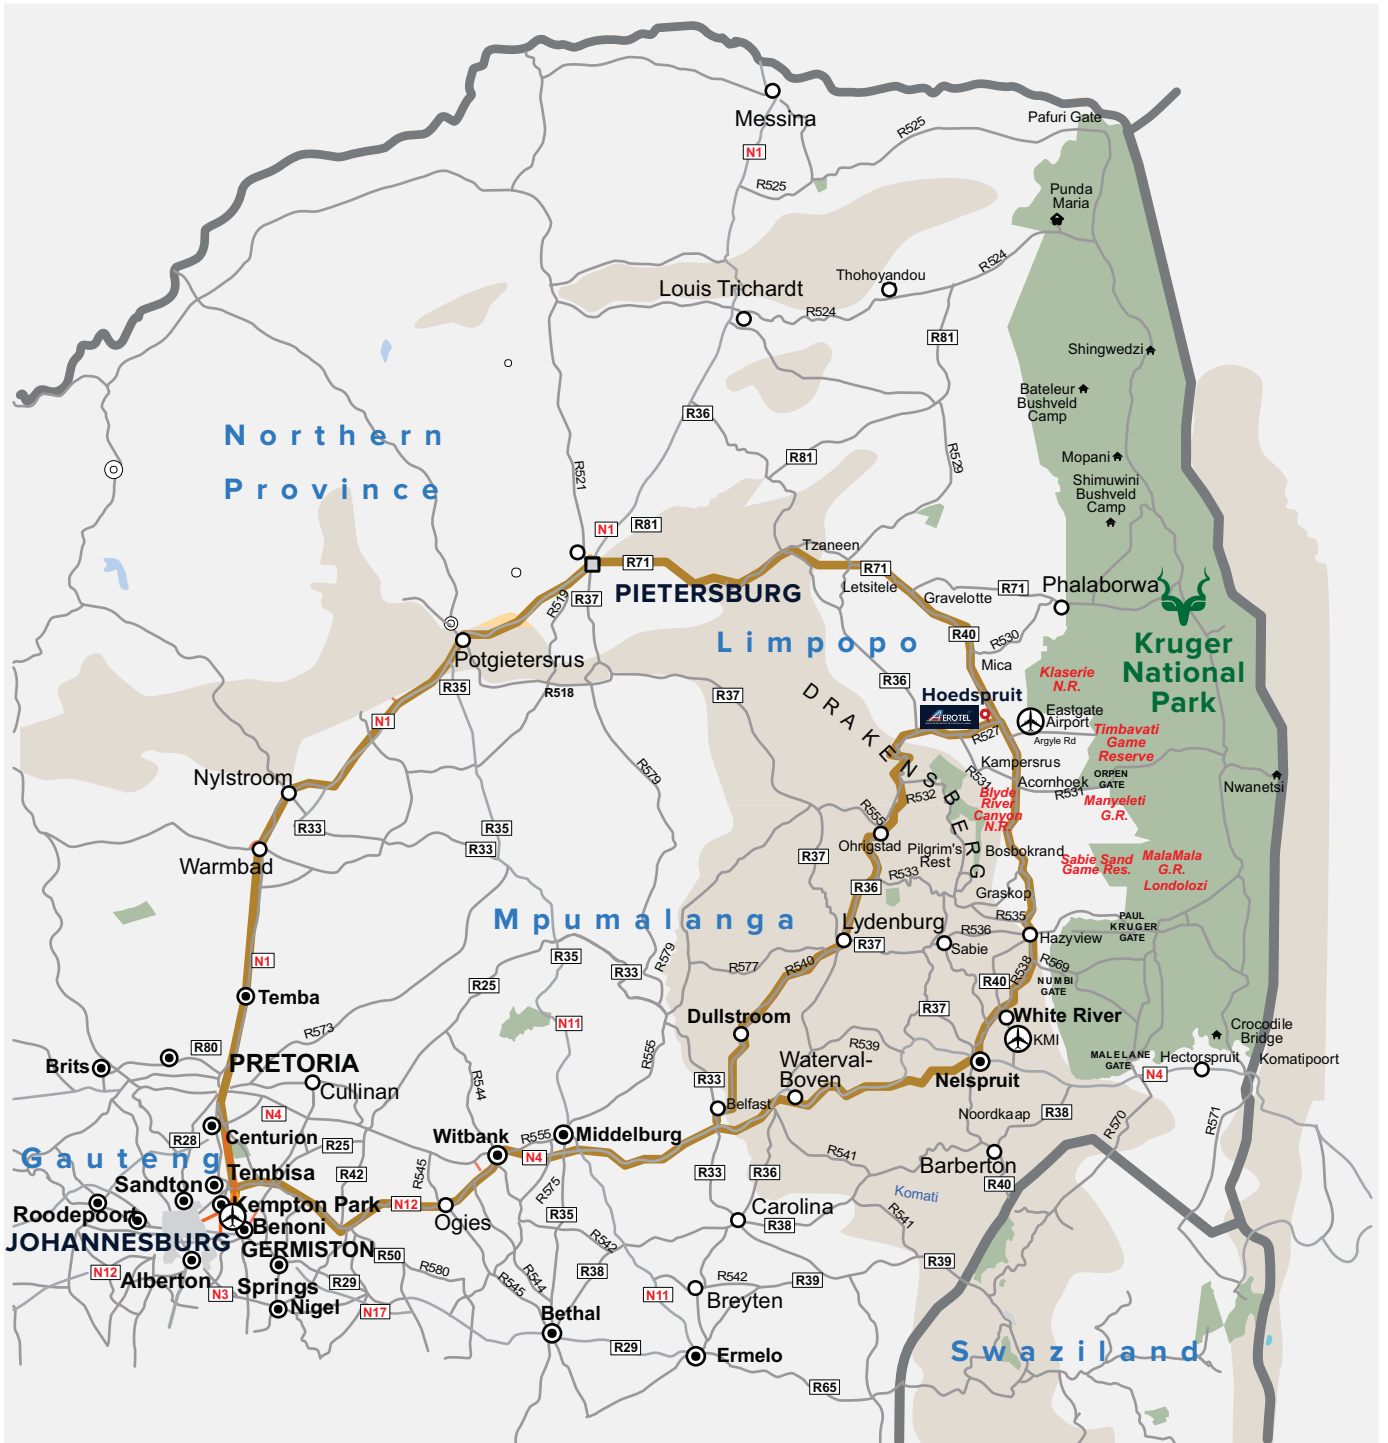 Pafuri Gate
Messina
N1
R525
R525
Punda
Maria
R524
Thohoyandou
Louis Trichardt
R524
R81
Shingwedzi
Bateleur
Bushveld
Camp
R36
Northern
Province
R81
R529
Mopani
Shimuwini
Bushveld
Camp
R521
N1
R81
Tzaneen
R71
R71
Letsitele
R71
Phalaborwa
Gravelotte
PIETERSBURG
R519
R37
Limpopo
R40
R530
Kruger
National
Park
Potgietersrus
Mica
Klaserie
N.R.
R35
R518
R37
R36
Hoedspruit
AEROTEL
DRAKENSBERG
Eastgate
Airport
Argyle Rd
Timbavati
Game
Reserve
N1
R527
Kampersrus
R579
R531
Acornhoek
ORPEN
GATE
R531
Nylstroom
Nwanetsi
R532
Blyde
River
Canyon
N.R.
Manyeleti
G.R.
R555
R33
R35
R33
Ohrigstad
Pilgrim's
Rest
Bosbokrand
Warmbad
R37
Sabie Sand
Game Res.
MalaMala
G.R.
Londolozi
R533
R36
Graskop
Mpumalanga
Lydenburg
R535
PAUL
KRUGER
GATE
R536
Hazyview
R37
Sabie
N1
R35
R579
R577
R540
R33
R538
R569
R25
R40
NUMBI
GATE
Temba
R37
White River
Dullstroom
N11
R573
KMI
Crocodile
Bridge
R80
R539
R555
MALELANE
GATE
Hectorspruit
Komatipoort
Brits
PRETORIA
Waterval-
Boven
Nelspruit
N4
Cullinan
R544
R33
Belfast
N4
Noordkaap
R38
R570
R571
Centurion
R28
R25
Witbank
R555
Middelburg
N4
R541
Barberton
Gauteng
Tembisa
R42
R545
R33
R36
R40
Sandton
R575
Komati
Kempton Park
N12
Roodepoort
Ogies
R35
Carolina
R541
Benoni
R38
JOHANNESBURG
GERMISTON
R542
R50
R580
R39
N12
Alberton
R38
Springs
R29
R545
R544
R542
R39
N3
N11
Nigel
N17
Breyten
Bethal
R29
Ermelo
Swaziland
R65